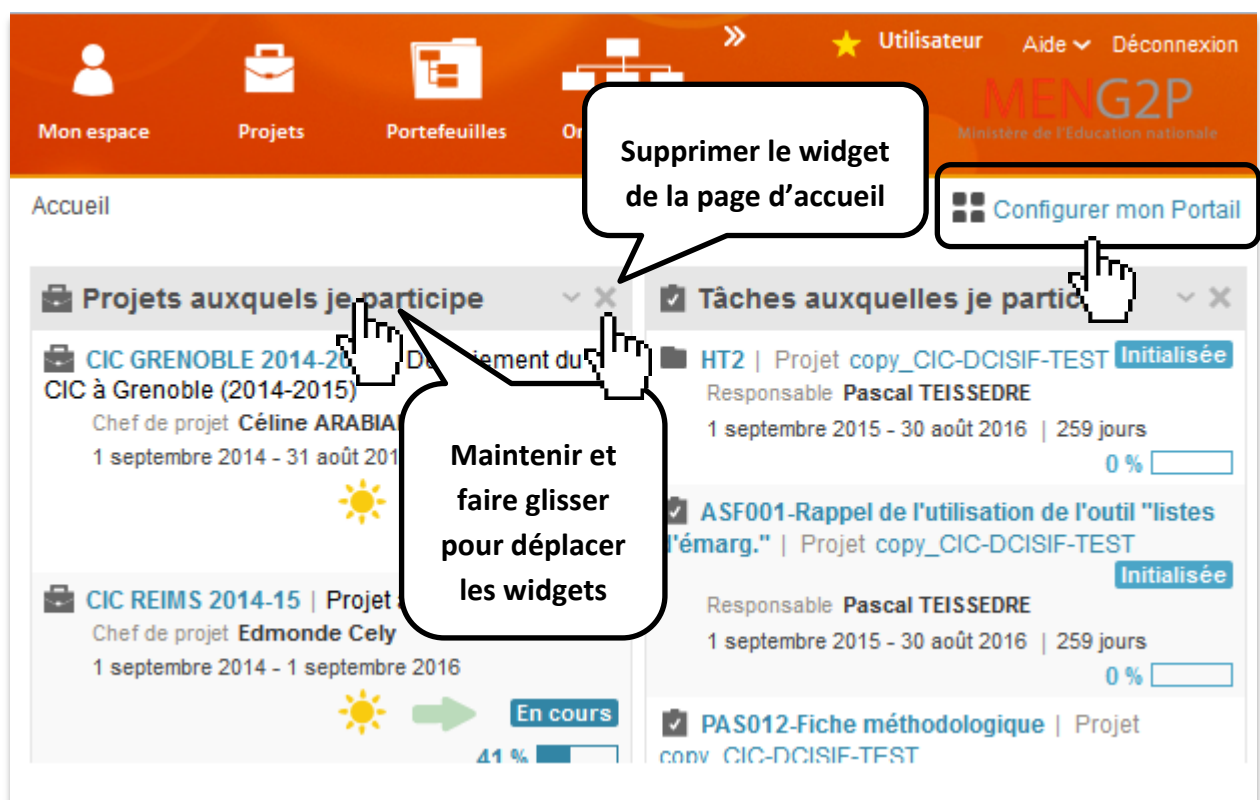 »
Utilisateur Aide Déconnexion
MENG2P
Ministère de l'Education nationale
Mon espace Projets Portefeuilles Or
Supprimer le widget
de la page d'accueil
Accueil
Configurer mon Portail
Projets auxquels je participe
CIC GRENOBLE 2014-20
CIC à Grenoble (2014-2015)
Chef de projet Céline ARABIA
1 septembre 2014 - 31 août 201
Maintenir et
faire glisser
pour déplacer
les widgets
CIC REIMS 2014-15 | Projet
Chef de projet Edmonde Cely
1 septembre 2014 - 1 septembre 2016
En cours
41 %
Tâches auxquelles je partic
HT2 | Projet copy_CIC-DCISIF-TEST Initialisée
Responsable Pascal TEISSEDRE
1 septembre 2015 - 30 août 2016 | 259 jours
0 %
ASF001-Rappel de l'utilisation de l'outil "listes
d'émarg." | Projet copy_CIC-DCISIF-TEST
Initialisée
Responsable Pascal TEISSEDRE
1 septembre 2015 - 30 août 2016 | 259 jours
0 %
PAS012-Fiche méthodologique | Projet
copy_CIC-DCISIF-TEST